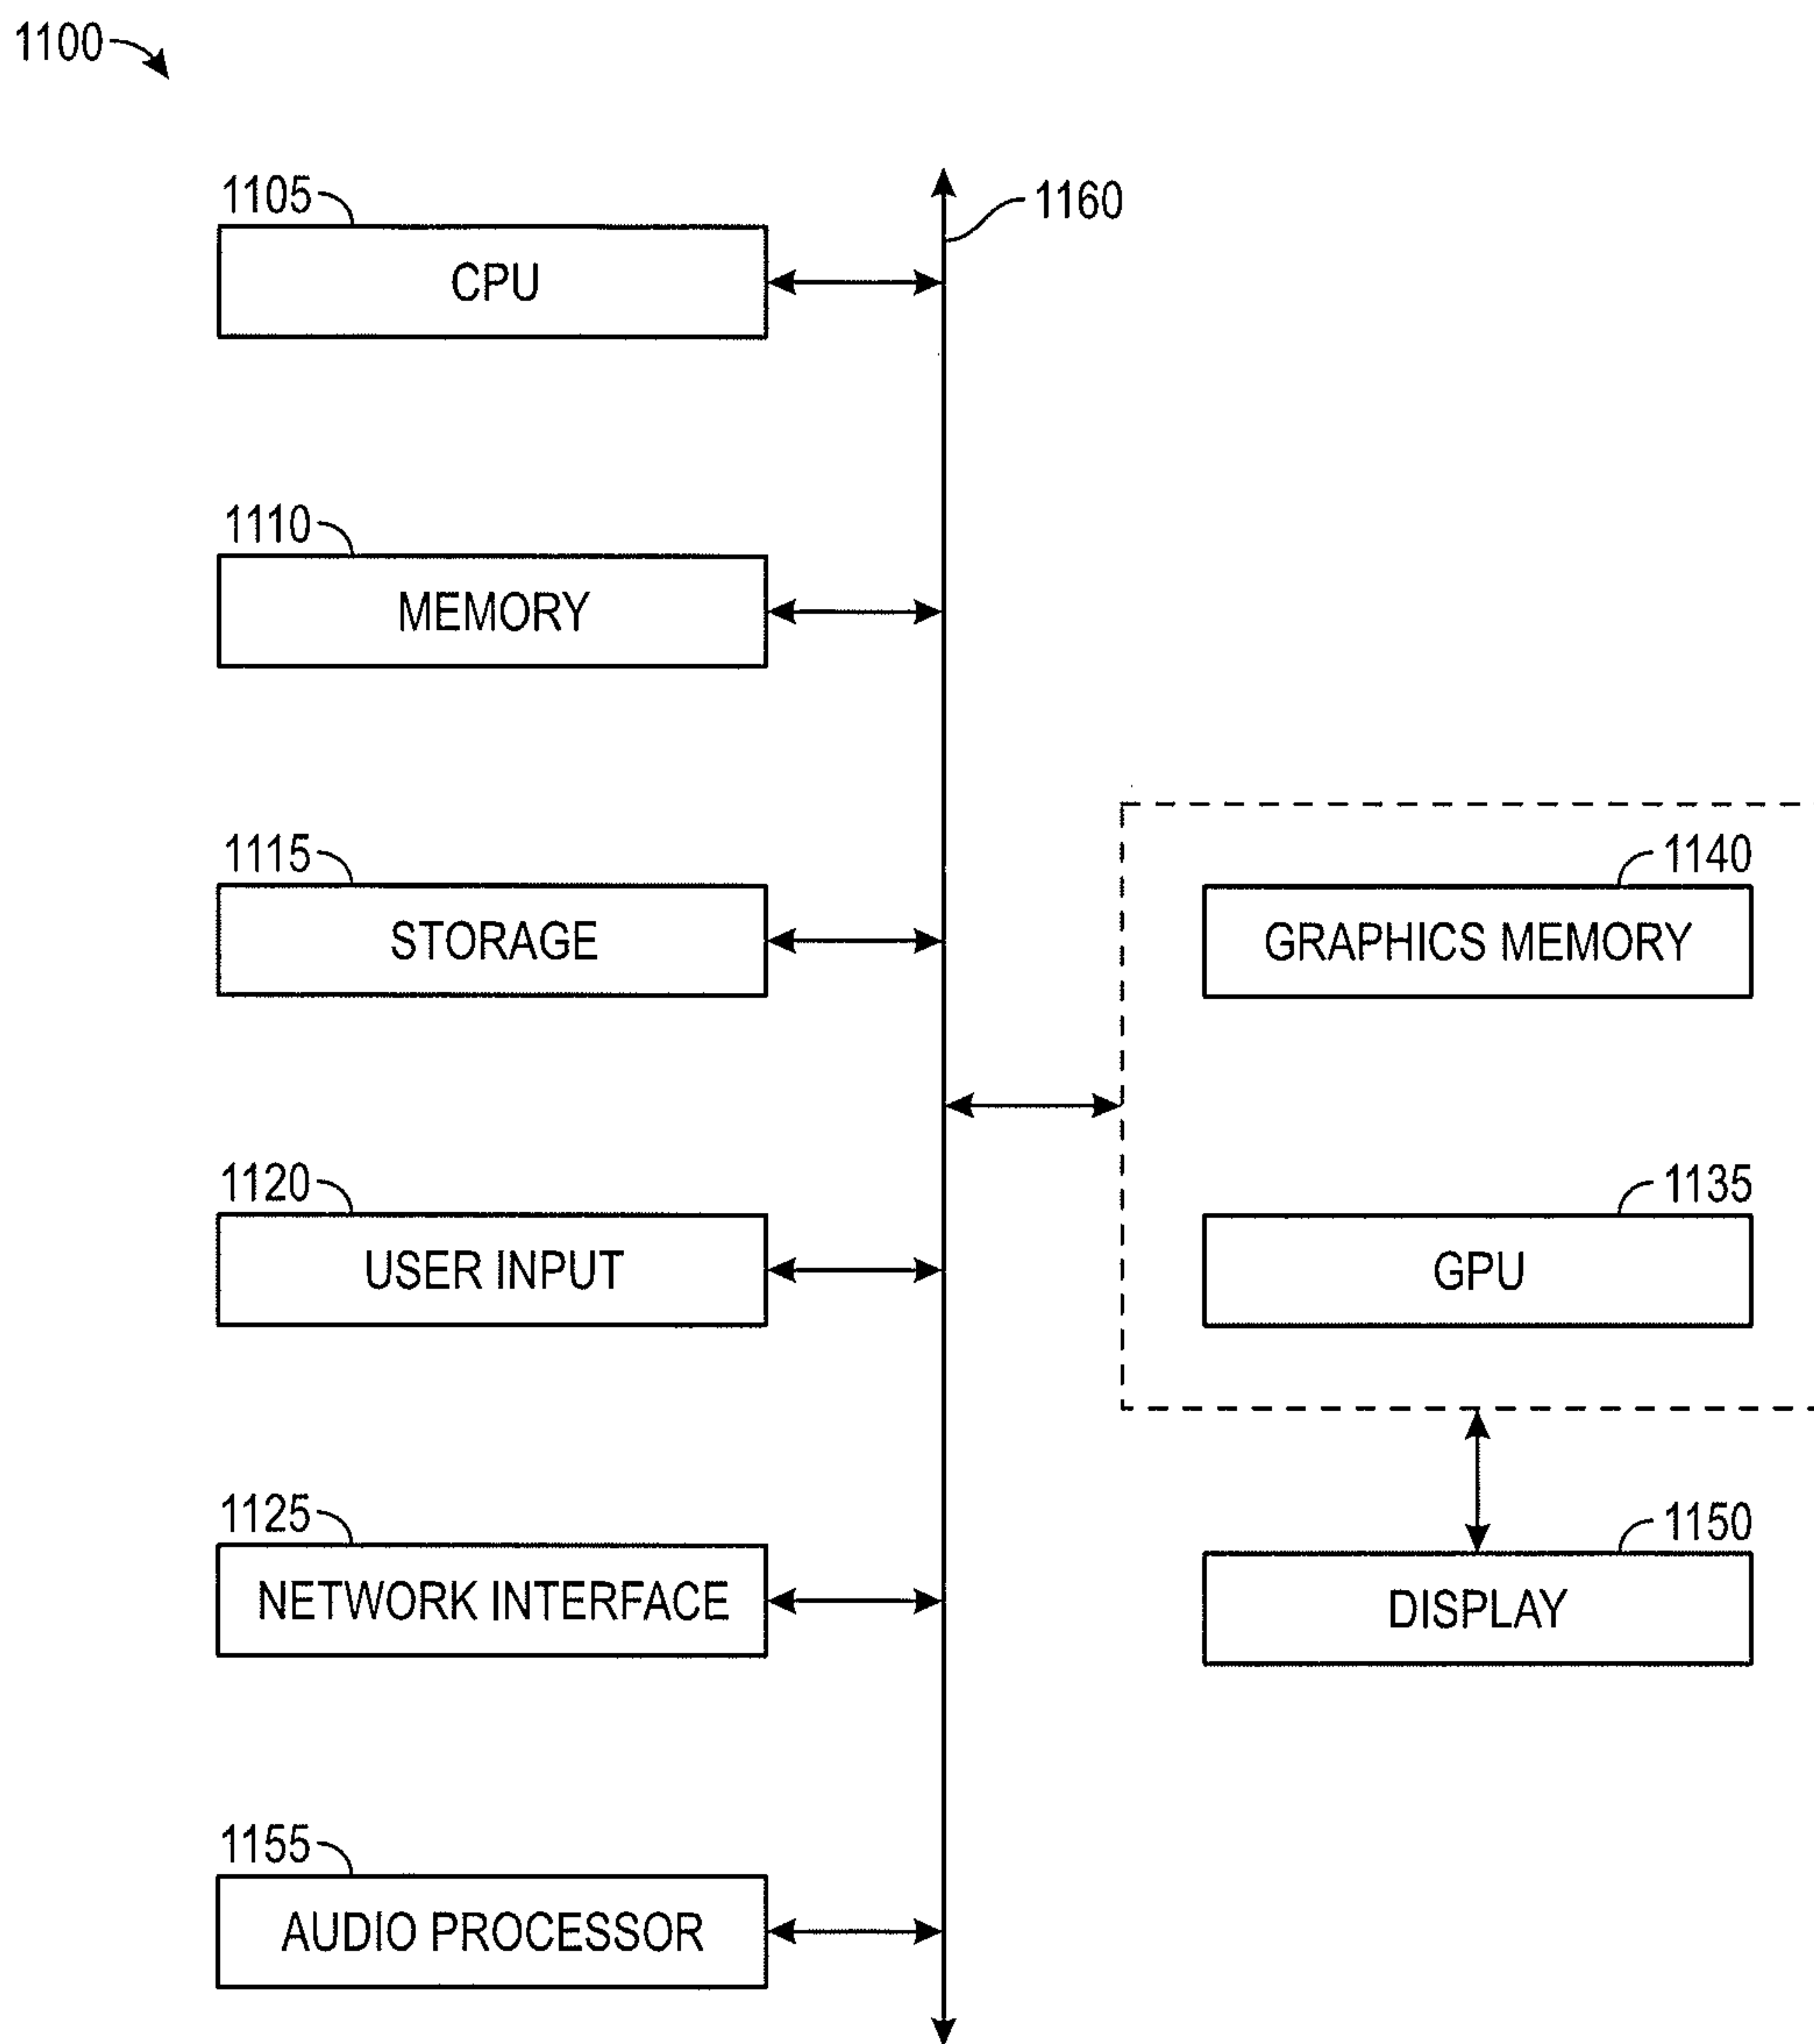 1100
1105
CPU
1160
1110
MEMORY
1115
STORAGE
1140
GRAPHICS MEMORY
1120
USER INPUT
1135
GPU
1125
NETWORK INTERFACE
1150
DISPLAY
1155
AUDIO PROCESSOR